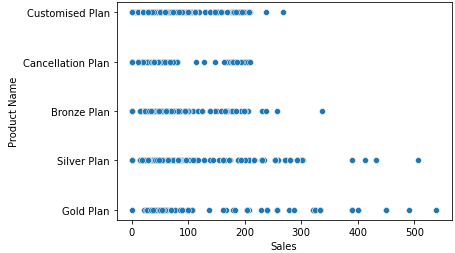 Customised Plan
Cancellation Plan
Bronze Plan
Silver Plan
Gold Plan
Product Name
0 100 200 300 400 500
Sales